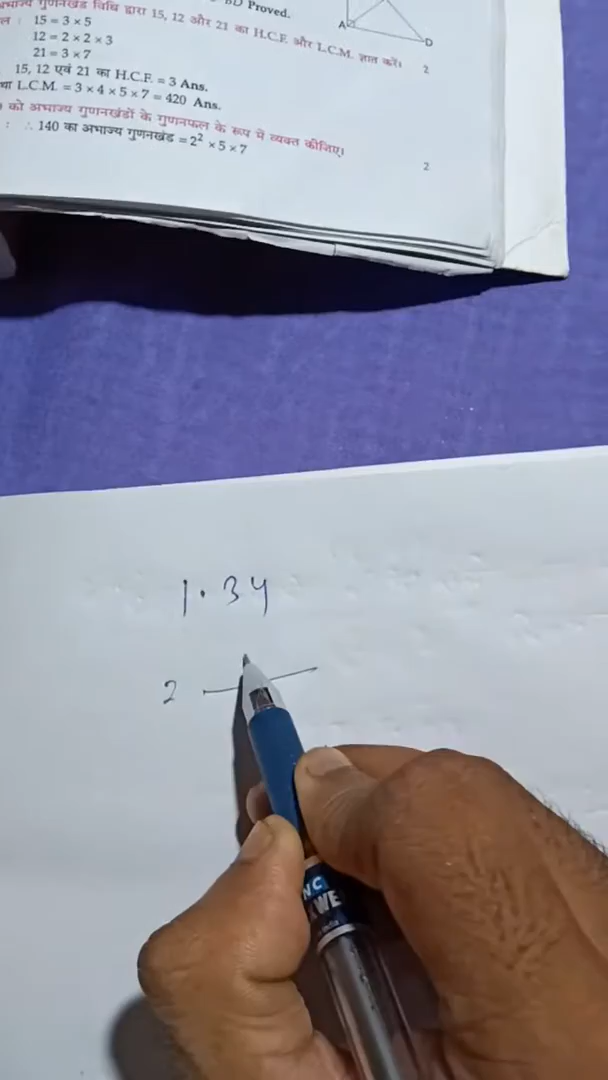 BD Proved.
गुणनखंड विधि द्वारा 15, 12 और 21 का H.C.F. और L.C.M. ज्ञात करें। 2
15 = 3 × 5
12 = 2 × 2 × 3
21 = 3 × 7
15, 12 एवं 21 का H.C.F. = 3 Ans.
L.C.M. = 3 × 4 × 5 × 7 = 420 Ans.
को अभाज्य गुणनखंडों के गुणनफल के रूप में व्यक्त कीजिए। 2
: ∴ 140 का अभाज्य गुणनखंड = 2² × 5 × 7
A
D
1. 34
2